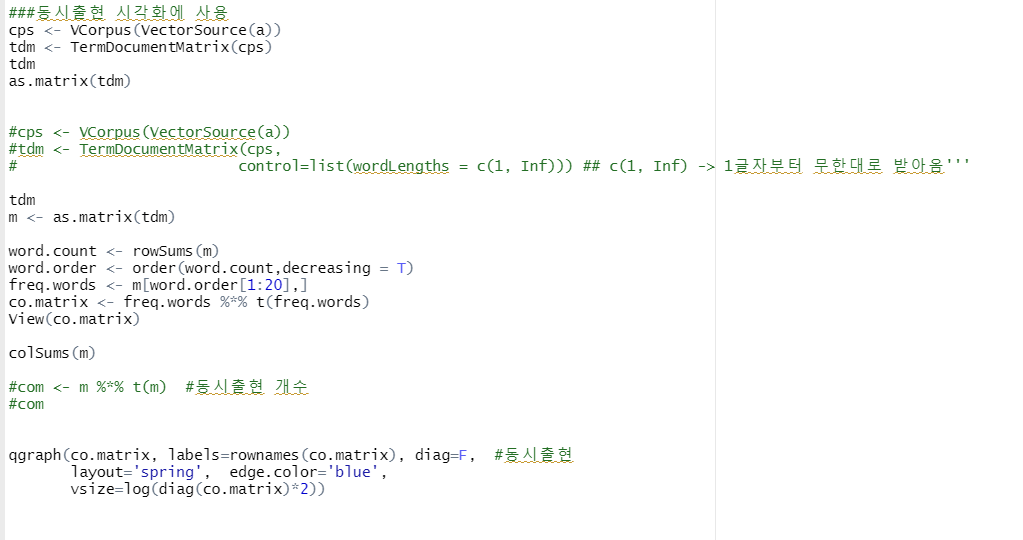 ###동시출현 시각화에 사용
cps <- VCorpus(VectorSource(a))
tdm <- TermDocumentMatrix(cps)
tdm
as.matrix(tdm)
#cps <- VCorpus(VectorSource(a))
#tdm <- TermDocumentMatrix(cps,
#                          control=list(wordLengths = c(1, Inf))) ## c(1, Inf) -> 1글자부터 무한대로 받아옴'''
tdm
m <- as.matrix(tdm)
word.count <- rowSums(m)
word.order <- order(word.count,decreasing = T)
freq.words <- m[word.order[1:20],]
co.matrix <- freq.words %*% t(freq.words)
View(co.matrix)
colSums(m)
#com <- m %*% t(m)  #동시출현 개수
#com
qgraph(co.matrix, labels=rownames(co.matrix), diag=F,  #동시출현
       layout='spring',  edge.color='blue',
       vsize=log(diag(co.matrix)*2))